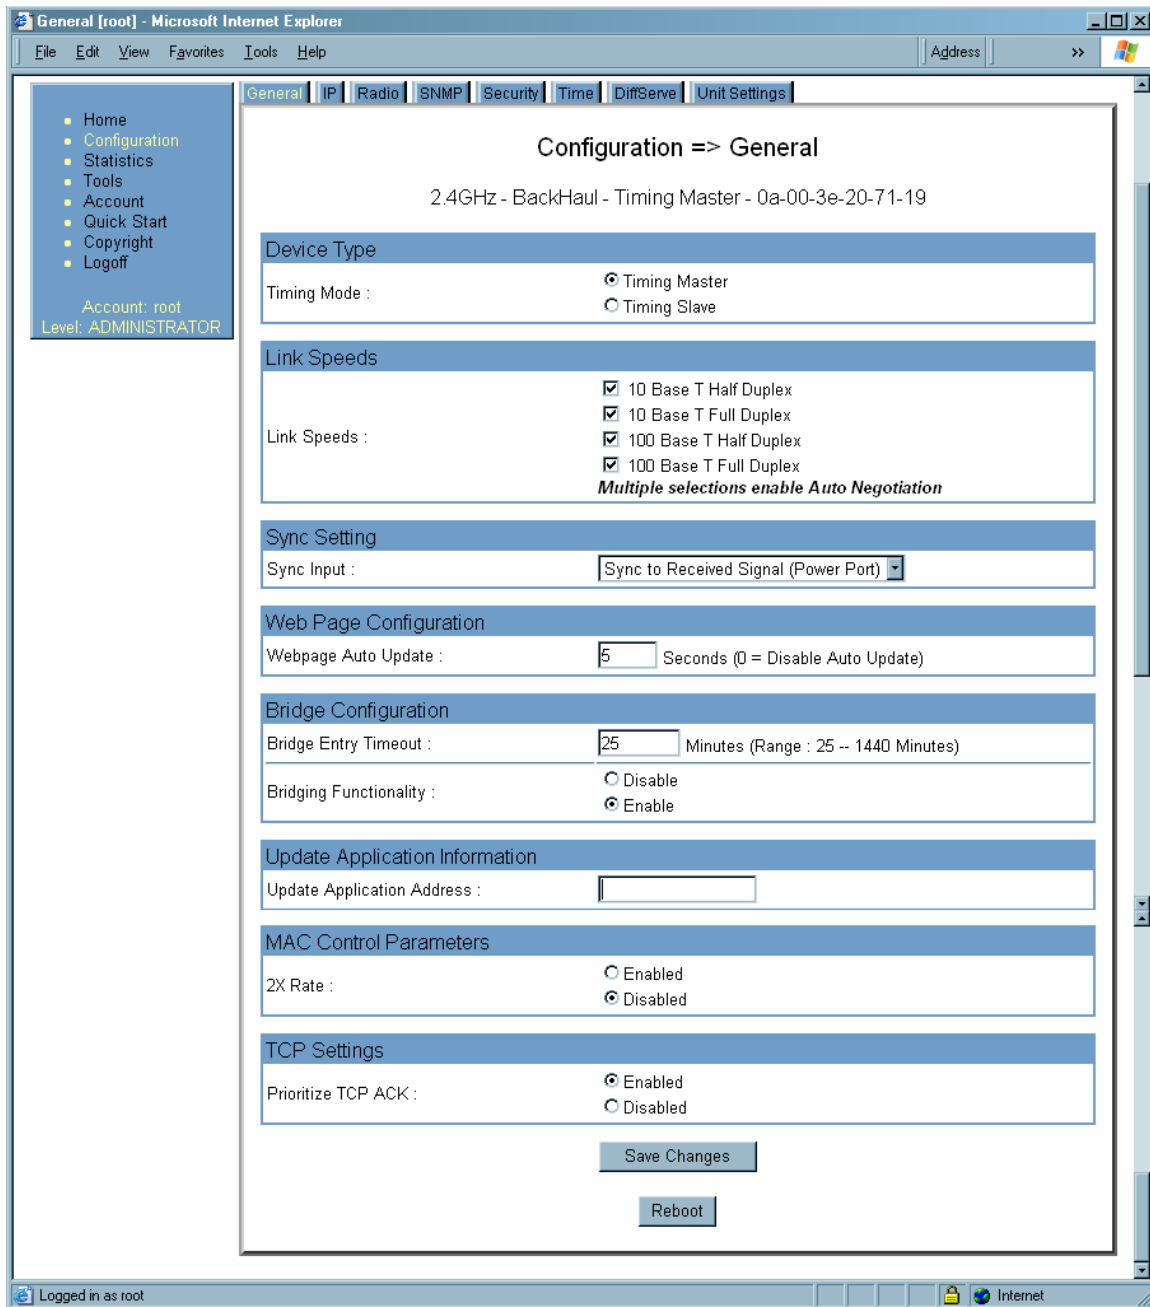 General [root] - Microsoft Internet Explorer
File Edit View Favorites Tools Help Address »
General IP Radio SNMP Security Time DiffServe Unit Settings
Home
Configuration
Statistics
Tools
Account
Quick Start
Copyright
Logoff
Account: root
Level: ADMINISTRATOR
Configuration => General
2.4GHz - BackHaul - Timing Master - 0a-00-3e-20-71-19
Device Type
Timing Mode :
Timing Master
Timing Slave
Link Speeds
Link Speeds :
10 Base T Half Duplex
10 Base T Full Duplex
100 Base T Half Duplex
100 Base T Full Duplex
Multiple selections enable Auto Negotiation
Sync Setting
Sync Input : Sync to Received Signal (Power Port)
Web Page Configuration
Webpage Auto Update : 5 Seconds (0 = Disable Auto Update)
Bridge Configuration
Bridge Entry Timeout : 25 Minutes (Range : 25 -- 1440 Minutes)
Bridging Functionality :
Disable
Enable
Update Application Information
Update Application Address :
MAC Control Parameters
2X Rate :
Enabled
Disabled
TCP Settings
Prioritize TCP ACK :
Enabled
Disabled
Save Changes
Reboot
Logged in as root Internet